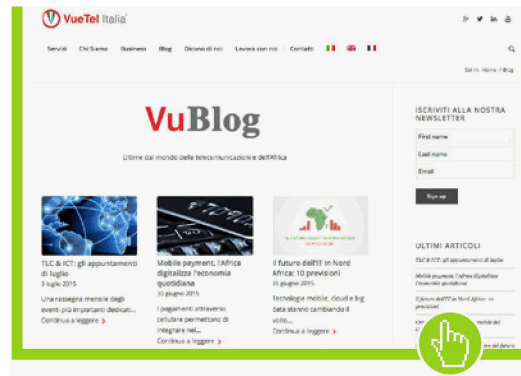 VueTel Italia
Servizi Chi Siamo Business Blog Dicono di noi Lavora con noi Contatti
Sei in: Home / Blog
VuBlog
Ultime dal mondo delle telecomunicazioni e dell'Africa
TLC & ICT: gli appuntamenti
di luglio
3 luglio 2015
Una rassegna mensile degli
eventi più importanti dedicati...
Continua a leggere
Mobile payment, l'Africa
digitalizza l'economia
quotidiana
30 giugno 2015
I pagamenti attraverso
cellulare permettono di
integrare nel...
Continua a leggere
Il futuro dell'IT in Nord
Africa: 10 previsioni
26 giugno 2015
Tecnologie mobile, cloud e big
data stanno cambiando il
volto...
Continua a leggere
ISCRIVITI ALLA NOSTRA
NEWSLETTER
First name
Last name
Email
Sign up
ULTIMI ARTICOLI
TLC & ICT: gli appuntamenti di luglio
Mobile payment, l'Africa digitalizza
l'economia quotidiana
Il futuro dell'IT in Nord Africa: 10
previsioni
mobile del
del futuro